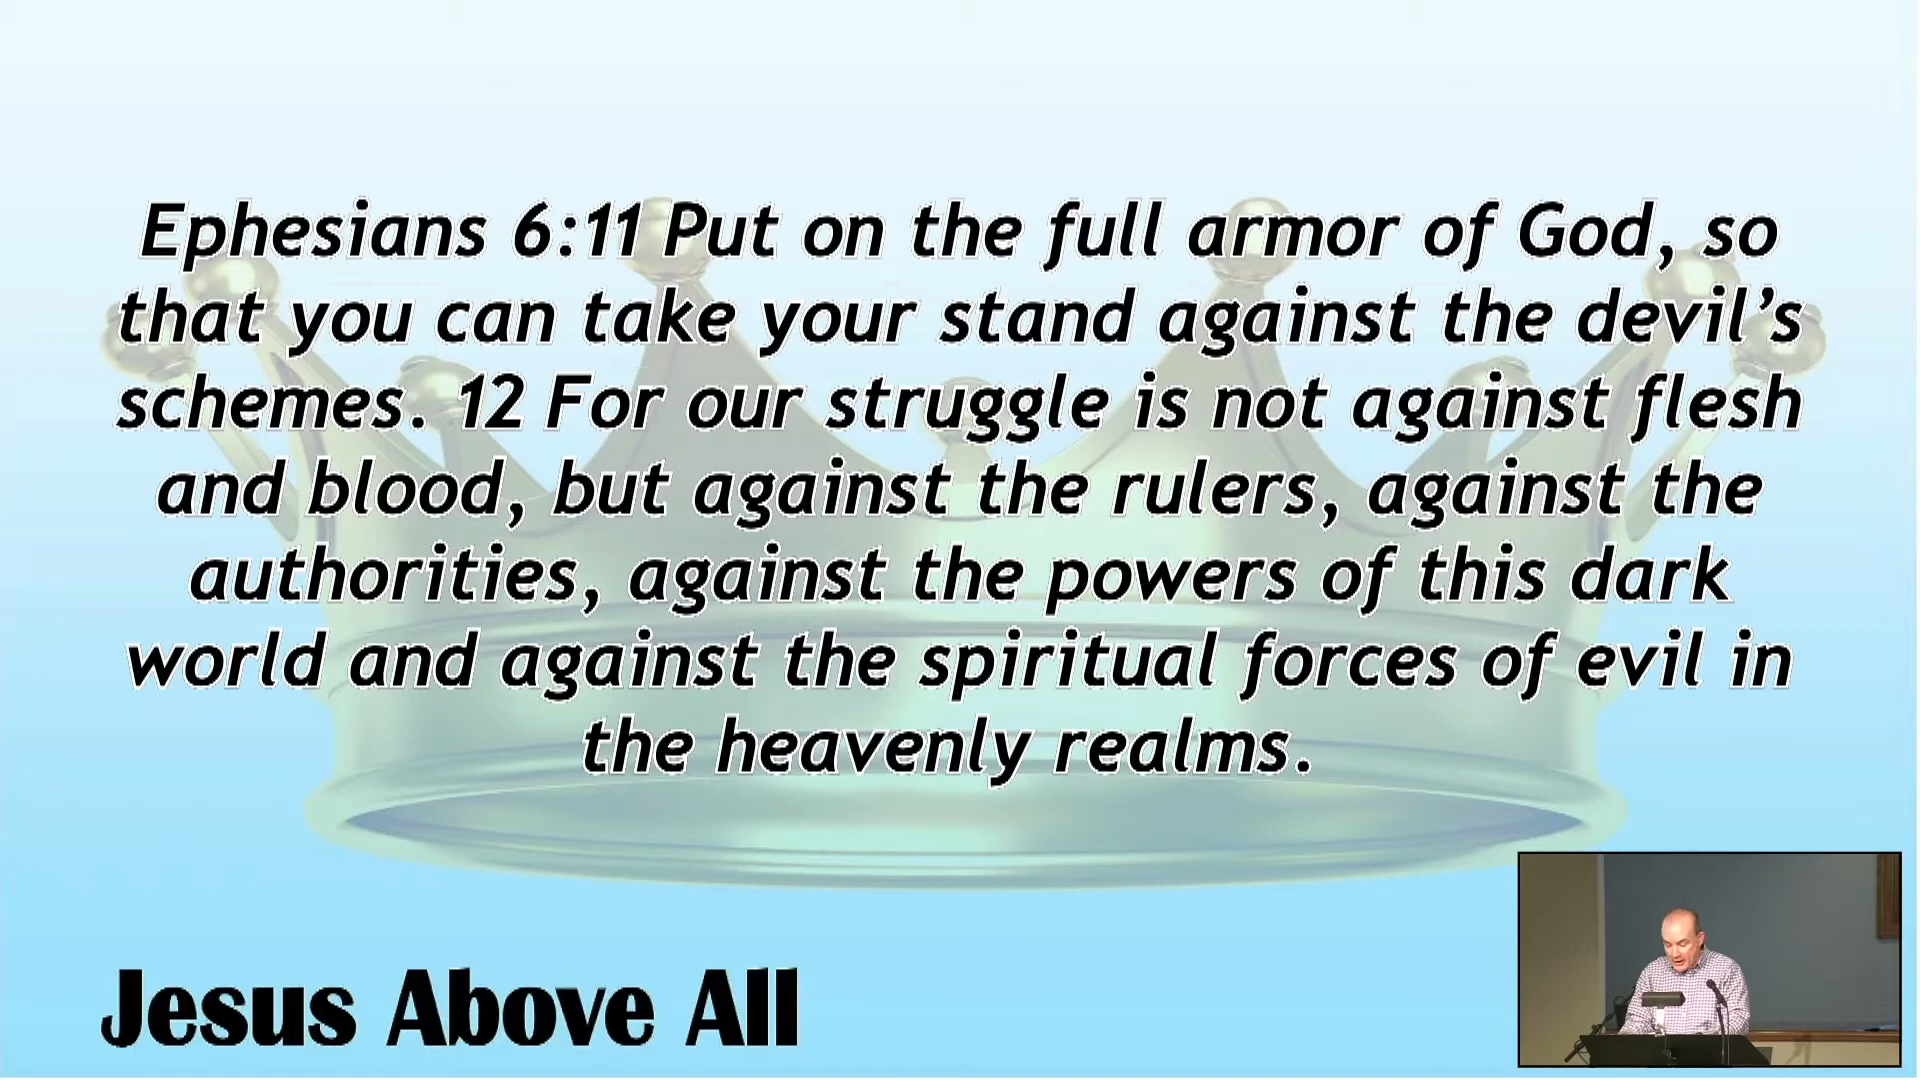 Ephesians 6:11 Put on the full armor of God, so
that you can take your stand against the devil’s
schemes. 12 For our struggle is not against flesh
and blood, but against the rulers, against the
authorities, against the powers of this dark
world and against the spiritual forces of evil in
the heavenly realms.
Jesus Above All